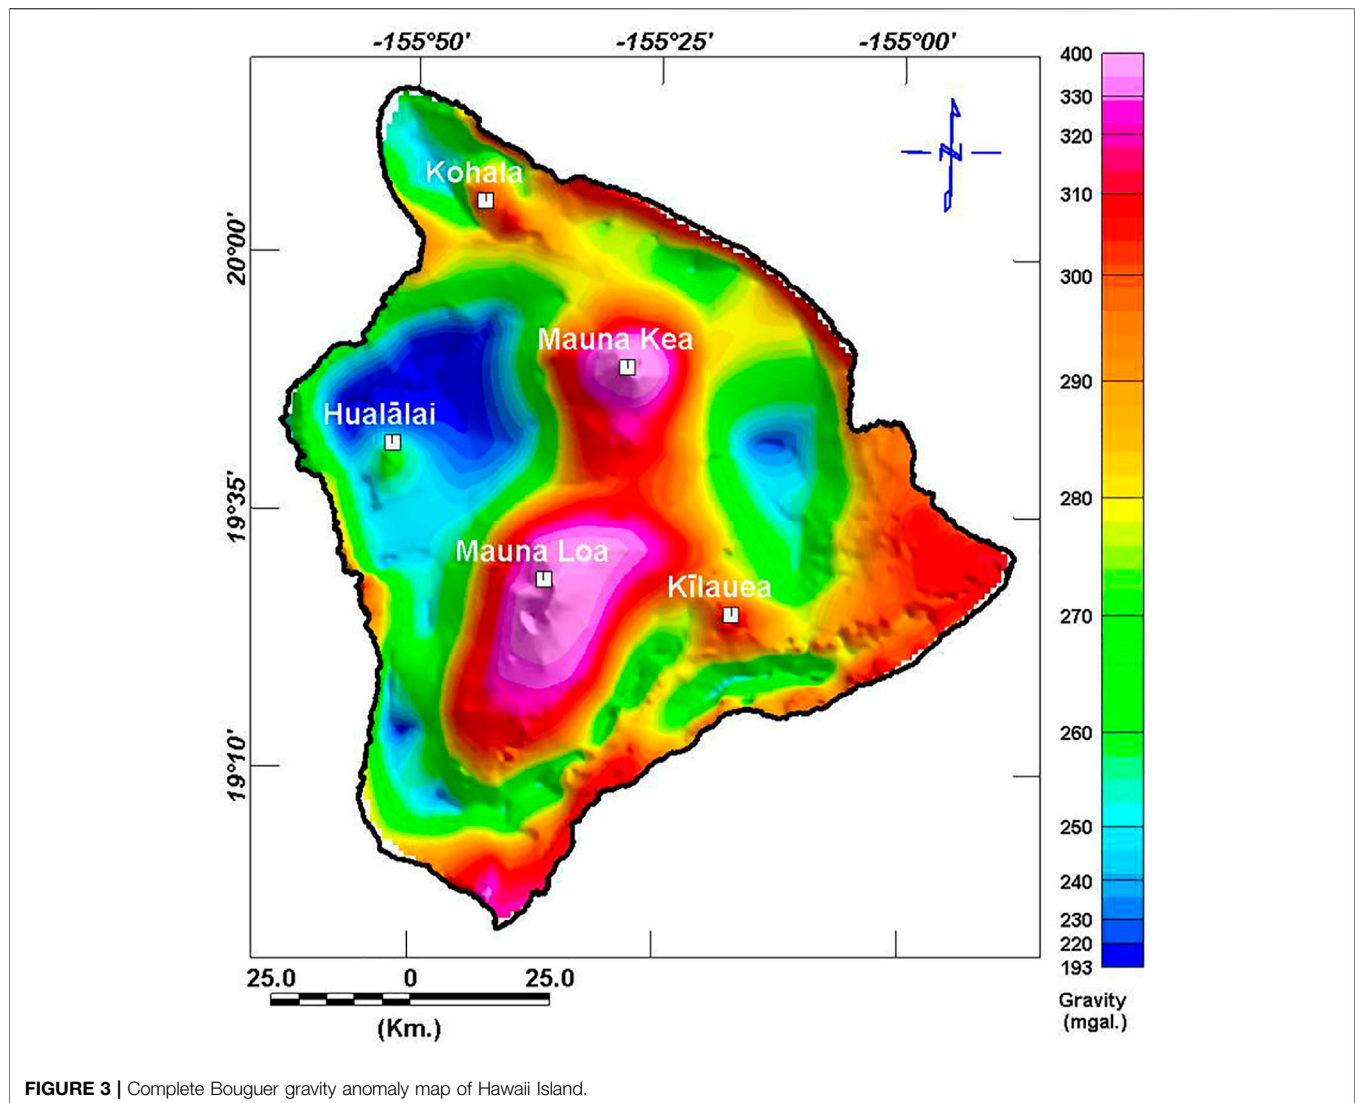 -155°50' -155°25' -155°00'
20°00'
19°35'
19°10'
Kohala
Mauna Kea
Hualālai
Mauna Loa
Kīlauea
N
400
330
320
310
300
290
280
270
260
250
240
230
220
193
Gravity
(mgal.)
25.0 0 25.0
(Km.)
FIGURE 3 | Complete Bouguer gravity anomaly map of Hawaii Island.